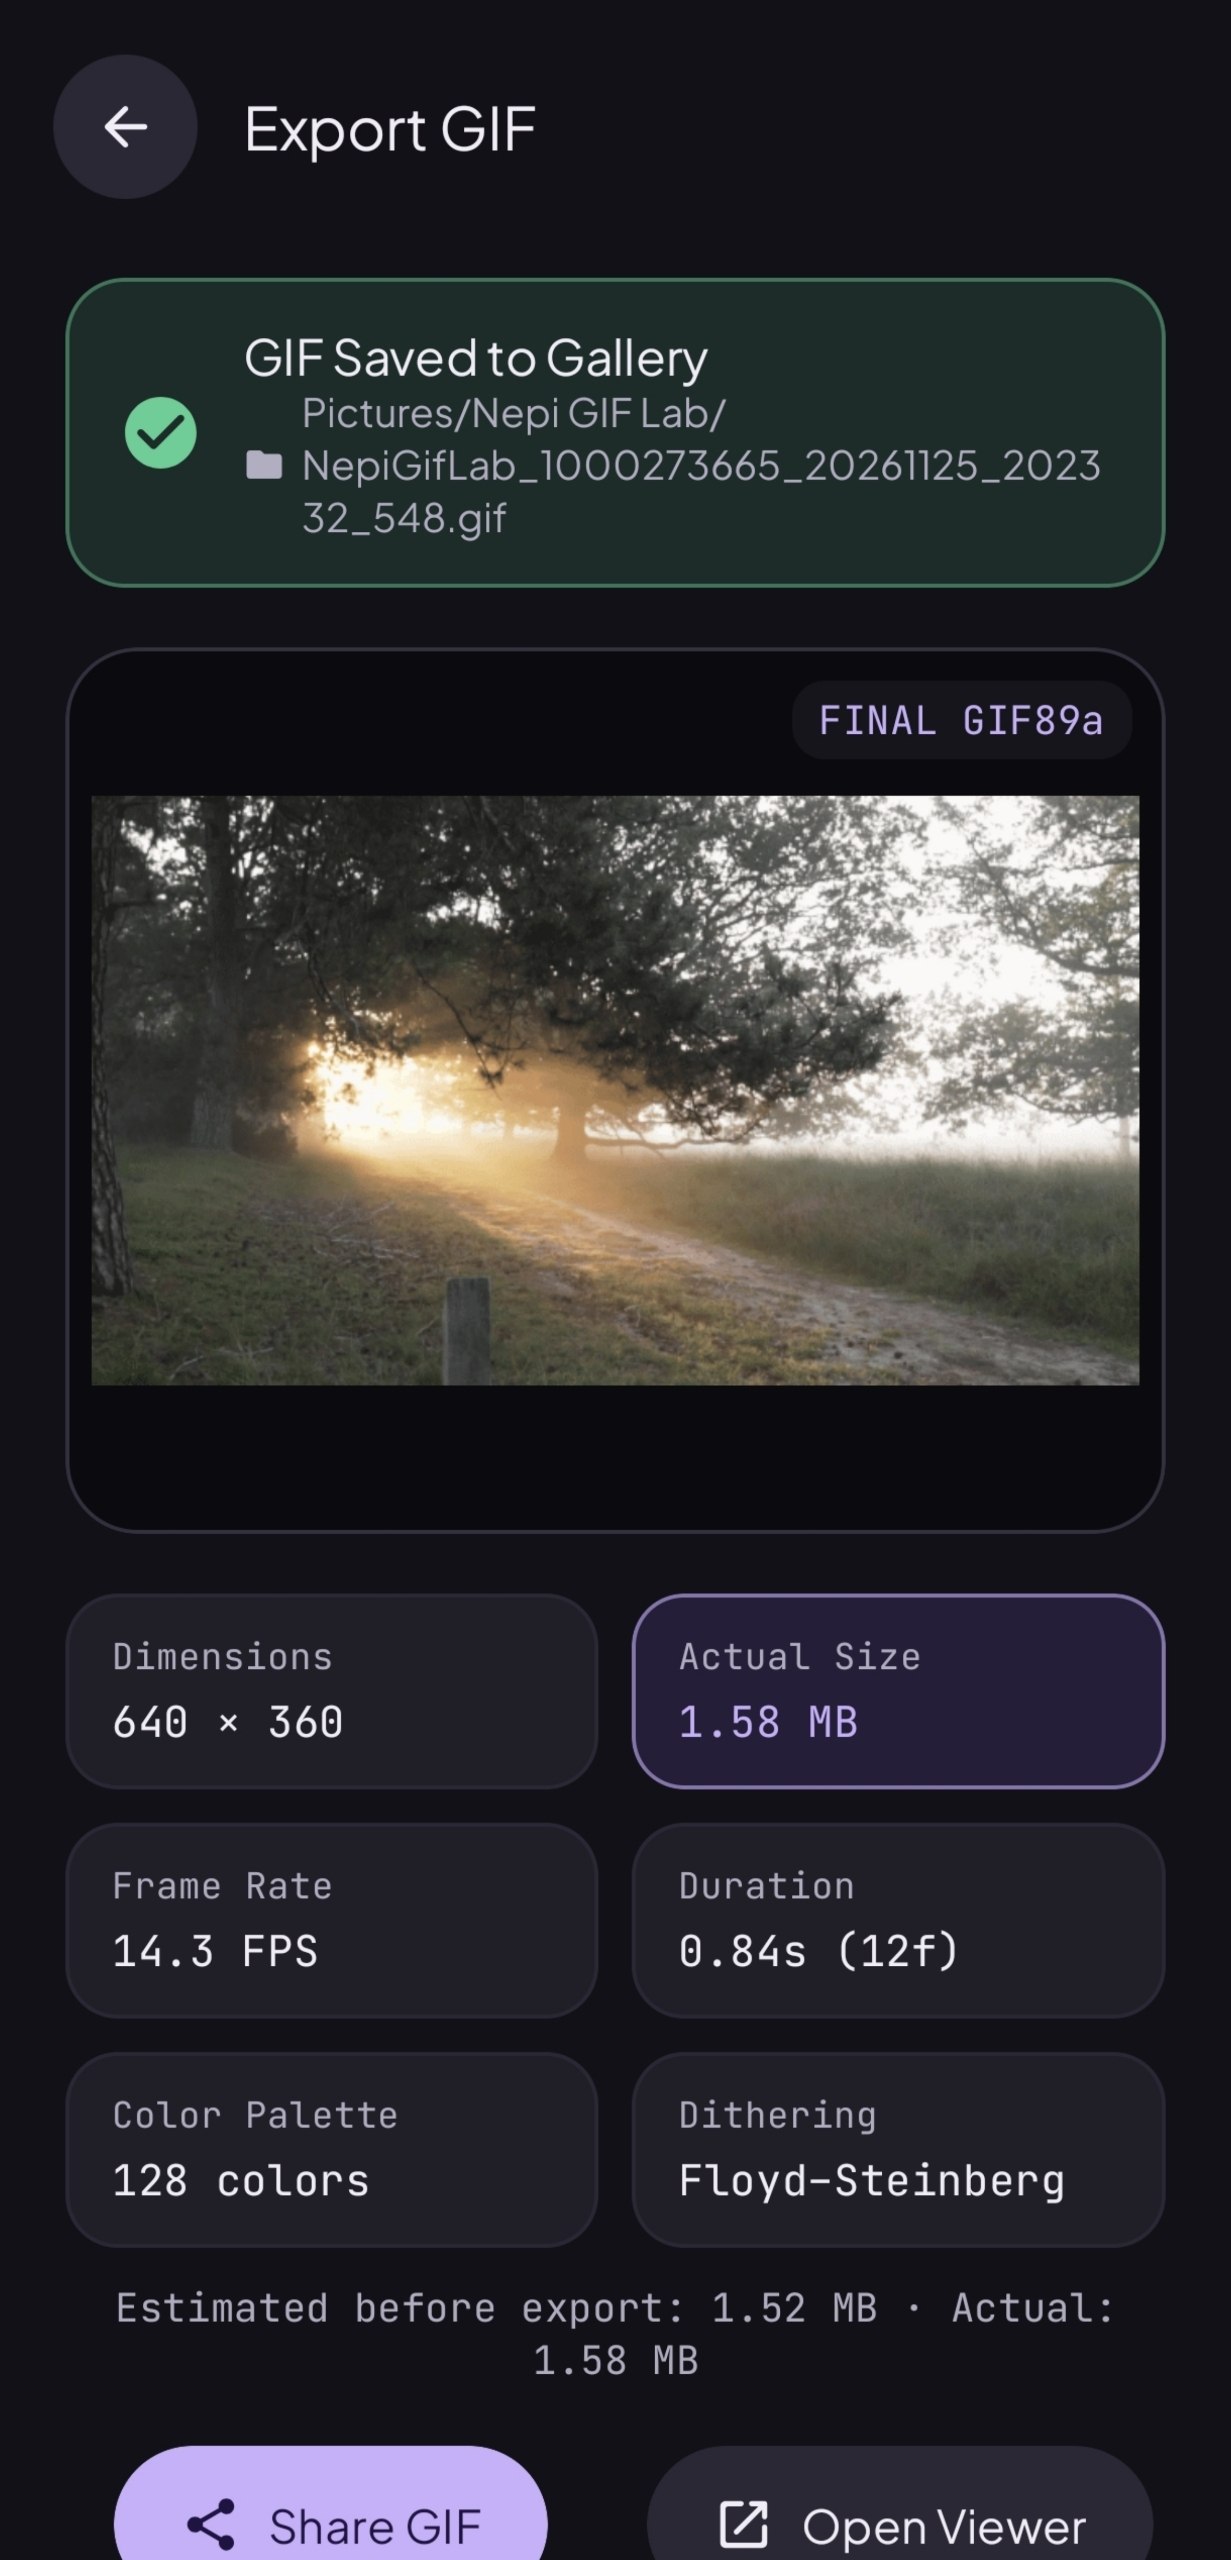 Export GIF
GIF Saved to Gallery
Pictures/Nepi GIF Lab/
NepiGifLab_1000273665_20261125_2023
32_548.gif
FINAL GIF89a
Dimensions
640 × 360
Actual Size
1.58 MB
Frame Rate
14.3 FPS
Duration
0.84s (12f)
Color Palette
128 colors
Dithering
Floyd-Steinberg
Estimated before export: 1.52 MB · Actual:
1.58 MB
Share GIF
Open Viewer